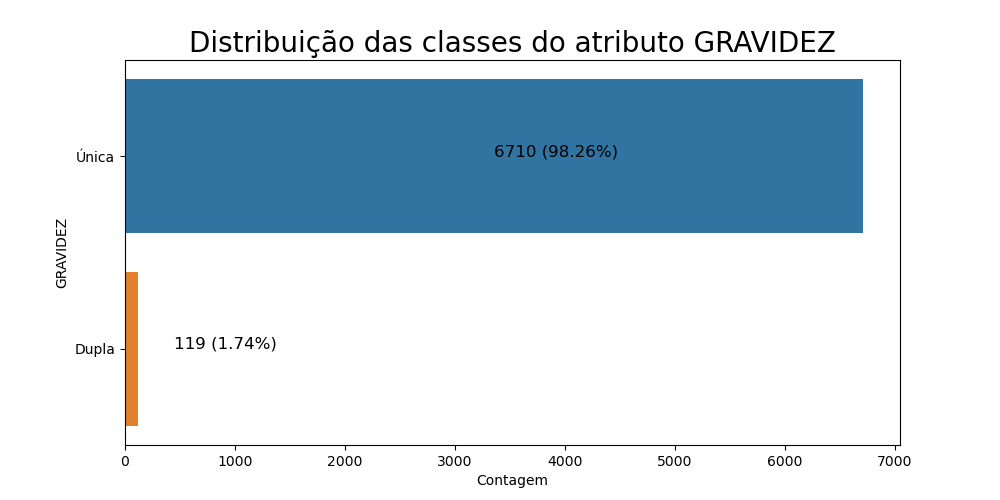 Distribuição das classes do atributo GRAVIDEZ
6710 (98.26%)
Única
GRAVIDEZ
119 (1.74%)
Dupla
0 1000 2000 3000 4000 5000 6000 7000
Contagem